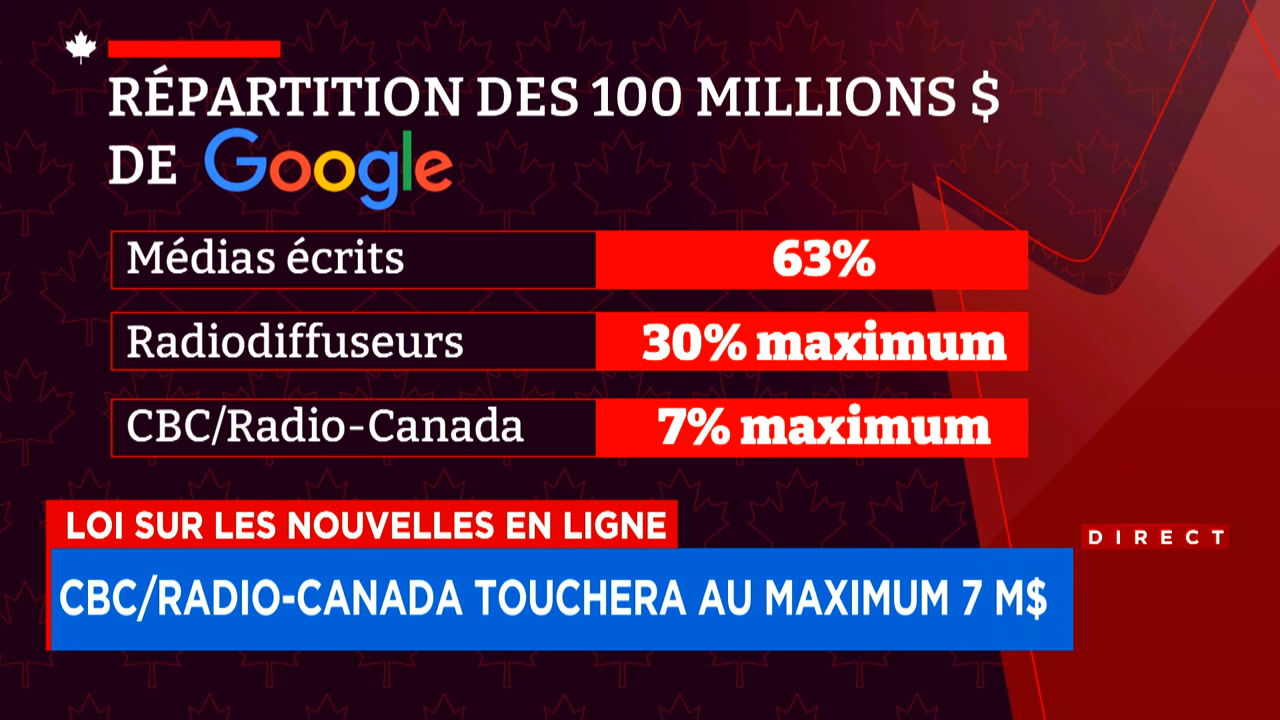 RÉPARTITION DES 100 MILLIONS $
DE Google
Médias écrits 63%
Radiodiffuseurs 30% maximum
CBC/Radio-Canada 7% maximum
LOI SUR LES NOUVELLES EN LIGNE
DIRECT
CBC/RADIO-CANADA TOUCHERA AU MAXIMUM 7 M$